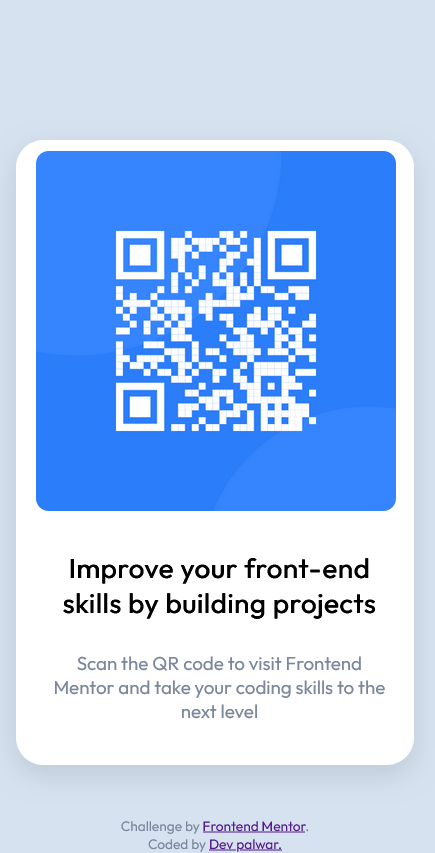 Improve your front-end
skills by building projects
Scan the QR code to visit Frontend
Mentor and take your coding skills to the
next level
Challenge by Frontend Mentor.
Coded by Dev palwar.